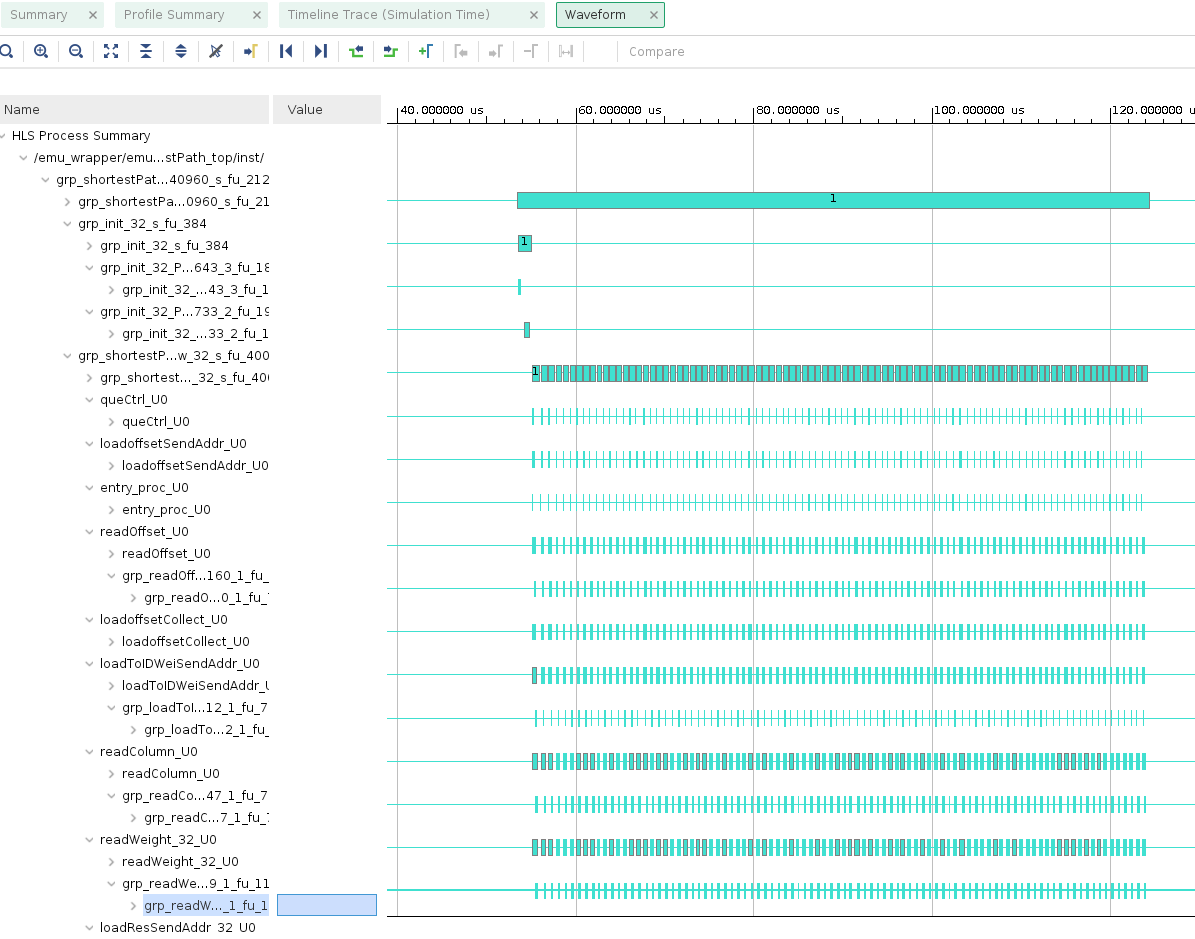 Summary
Profile Summary
Timeline Trace (Simulation Time)
Waveform
Compare
Name
Value
40.000000 us
60.000000 us
80.000000 us
100.000000 us
120.000000 u
HLS Process Summary
/emu_wrapper/emu...stPath_top/inst/
grp_shortestPat...40960_s_fu_212
grp_shortestPa...0960_s_fu_21
1
grp_init_32_s_fu_384
grp_init_32_s_fu_384
1
grp_init_32_P...643_3_fu_18
grp_init_32_...43_3_fu_1
grp_init_32_P...733_2_fu_19
grp_init_32_...33_2_fu_1
grp_shortestP...w_32_s_fu_400
grp_shortest..._32_s_fu_40
1
queCtrl_U0
queCtrl_U0
loadoffsetSendAddr_U0
loadoffsetSendAddr_U0
entry_proc_U0
entry_proc_U0
readOffset_U0
readOffset_U0
grp_readOff...160_1_fu_
grp_readO...0_1_fu_
loadoffsetCollect_U0
loadoffsetCollect_U0
loadToIDWeiSendAddr_U0
loadToIDWeiSendAddr_U
grp_loadToI...12_1_fu_7
grp_loadTo...2_1_fu_
readColumn_U0
readColumn_U0
grp_readCo...47_1_fu_7
grp_readC...7_1_fu_
readWeight_32_U0
readWeight_32_U0
grp_readWe...9_1_fu_11
grp_readW..._1_fu_1
loadResSendAddr_32_U0